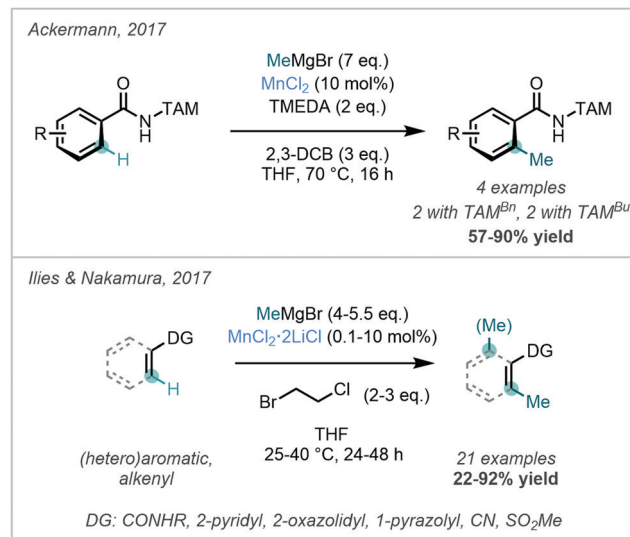 Ackermann, 2017
MeMgBr (7 eq.)
MnCl2 (10 mol%)
TMEDA (2 eq.)
2,3-DCB (3 eq.)
THF, 70 °C, 16 h
O
R
N
H
TAM
H
O
R
N
H
TAM
Me
4 examples
2 with TAM^Bn, 2 with TAM^Bu
57-90% yield
Ilies & Nakamura, 2017
MeMgBr (4-5.5 eq.)
MnCl2·2LiCl (0.1-10 mol%)
Br Cl (2-3 eq.)
THF
25-40 °C, 24-48 h
DG
H
(hetero)aromatic,
alkenyl
(Me)
DG
Me
21 examples
22-92% yield
DG: CONHR, 2-pyridyl, 2-oxazolidyl, 1-pyrazolyl, CN, SO2Me